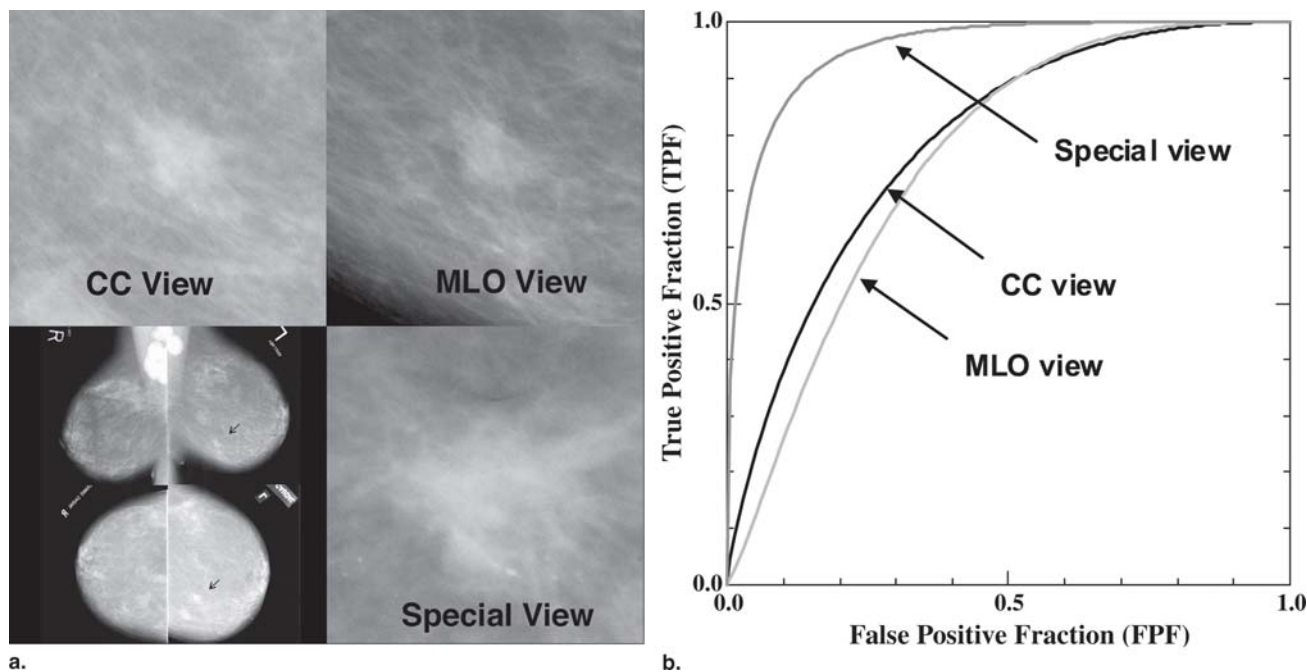 CC View
MLO View
R
L
Special View
a.
1.0
0.5
0.0
True Positive Fraction (TPF)
Special view
CC view
MLO view
0.0
0.5
1.0
False Positive Fraction (FPF)
b.